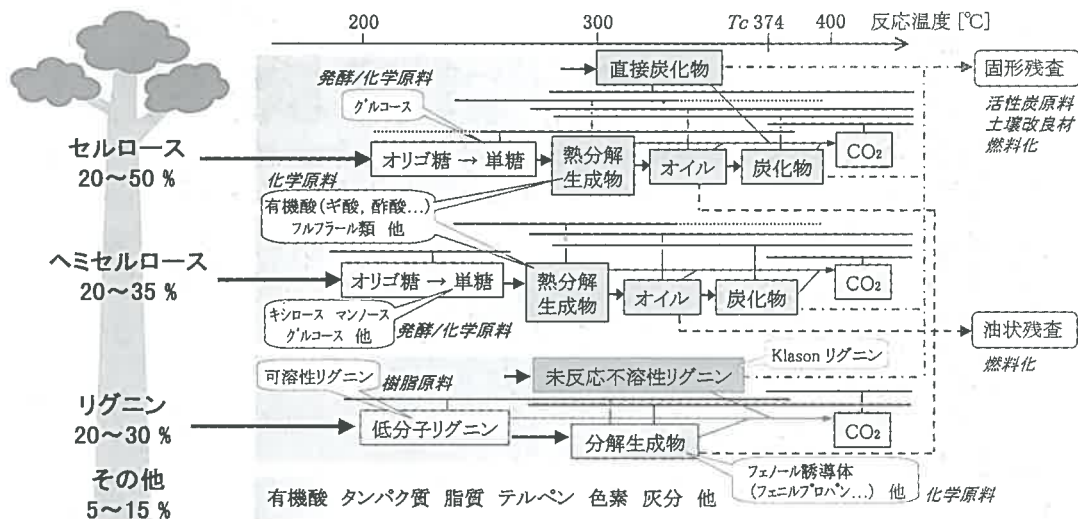 200 300 Tc 374 400 反応温度 [℃]
直接炭化物
固形残査
活性炭原料
土壌改良材
燃料化
発酵/化学原料
グルコース
セルロース
20～50 %
オリゴ糖 → 単糖
熱分解
生成物
オイル
炭化物
CO₂
化学原料
有機酸(ギ酸, 酢酸...)
フルフラール類 他
ヘミセルロース
20～35 %
オリゴ糖 → 単糖
熱分解
生成物
オイル
炭化物
CO₂
キシロース マンノース
グルコース 他
発酵/化学原料
油状残査
燃料化
Klason リグニン
未反応不溶性リグニン
可溶性リグニン
樹脂原料
リグニン
20～30 %
低分子リグニン
分解生成物
CO₂
フェノール誘導体
(フェニルプロパン...) 他
化学原料
その他
5～15 %
有機酸 タンパク質 脂質 テルペン 色素 灰分 他